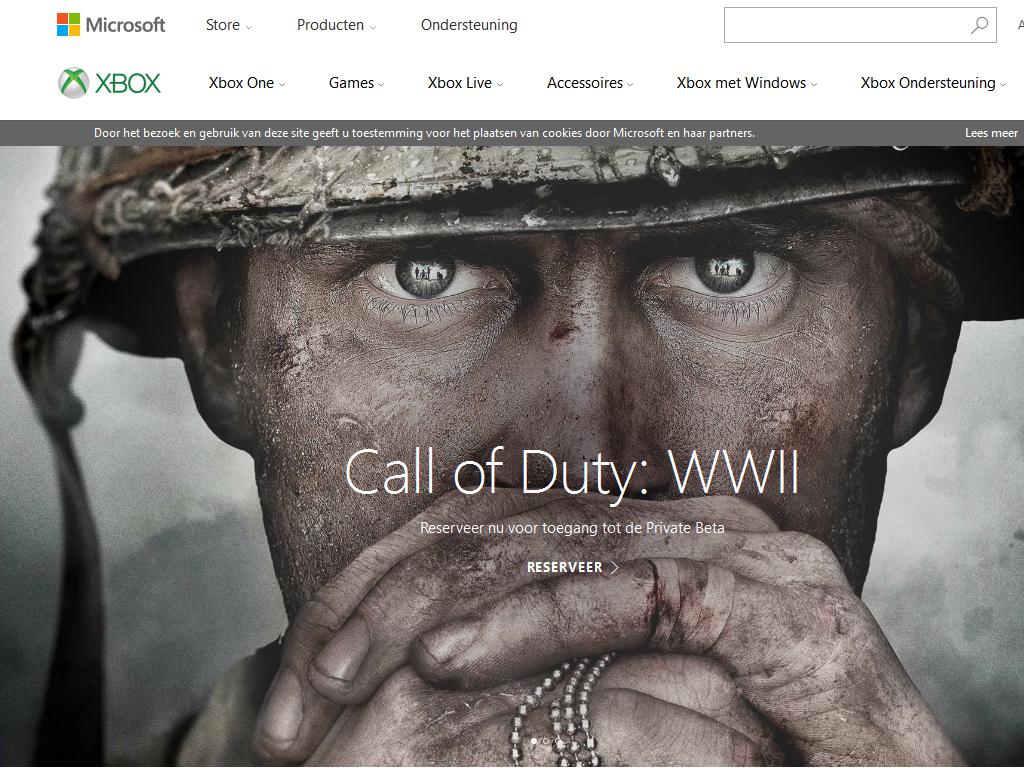 Microsoft Store Producten Ondersteuning
XBOX Xbox One Games Xbox Live Accessoires Xbox met Windows Xbox Ondersteuning
Door het bezoek en gebruik van deze site geeft u toestemming voor het plaatsen van cookies door Microsoft en haar partners. Lees meer
Call of Duty: WWII
Reserveer nu voor toegang tot de Private Beta
RESERVEER